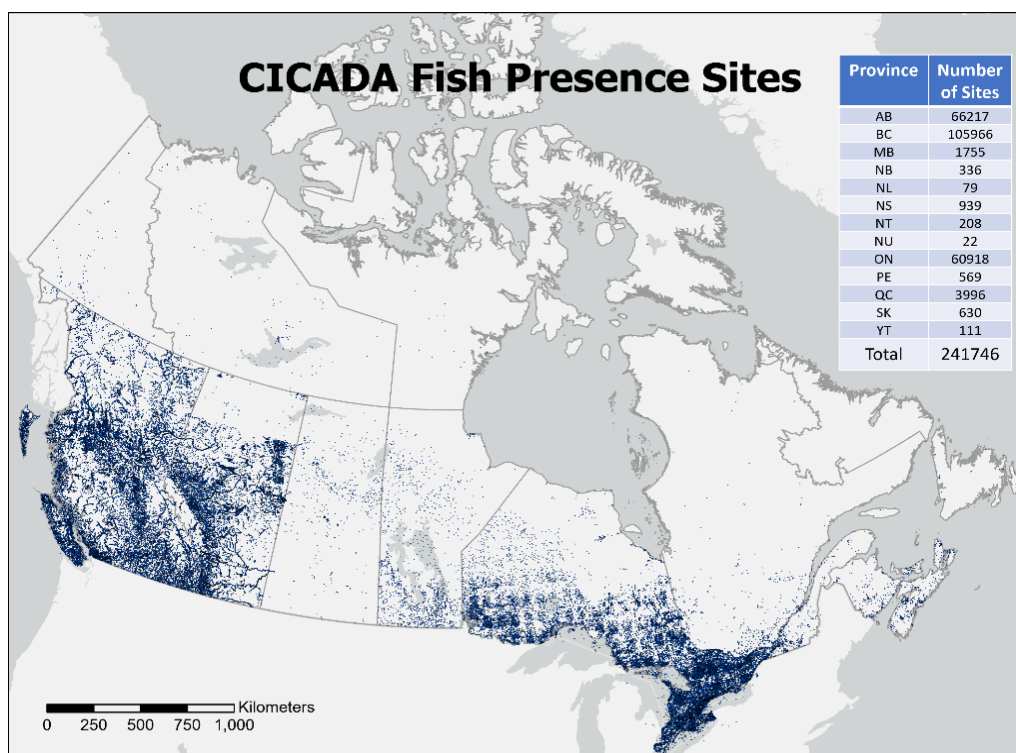 CICADA Fish Presence Sites
Province Number of Sites
AB 66217
BC 105966
MB 1755
NB 336
NL 79
NS 939
NT 208
NU 22
ON 60918
PE 569
QC 3996
SK 630
YT 111
Total 241746
Kilometers
0 250 500 750 1,000